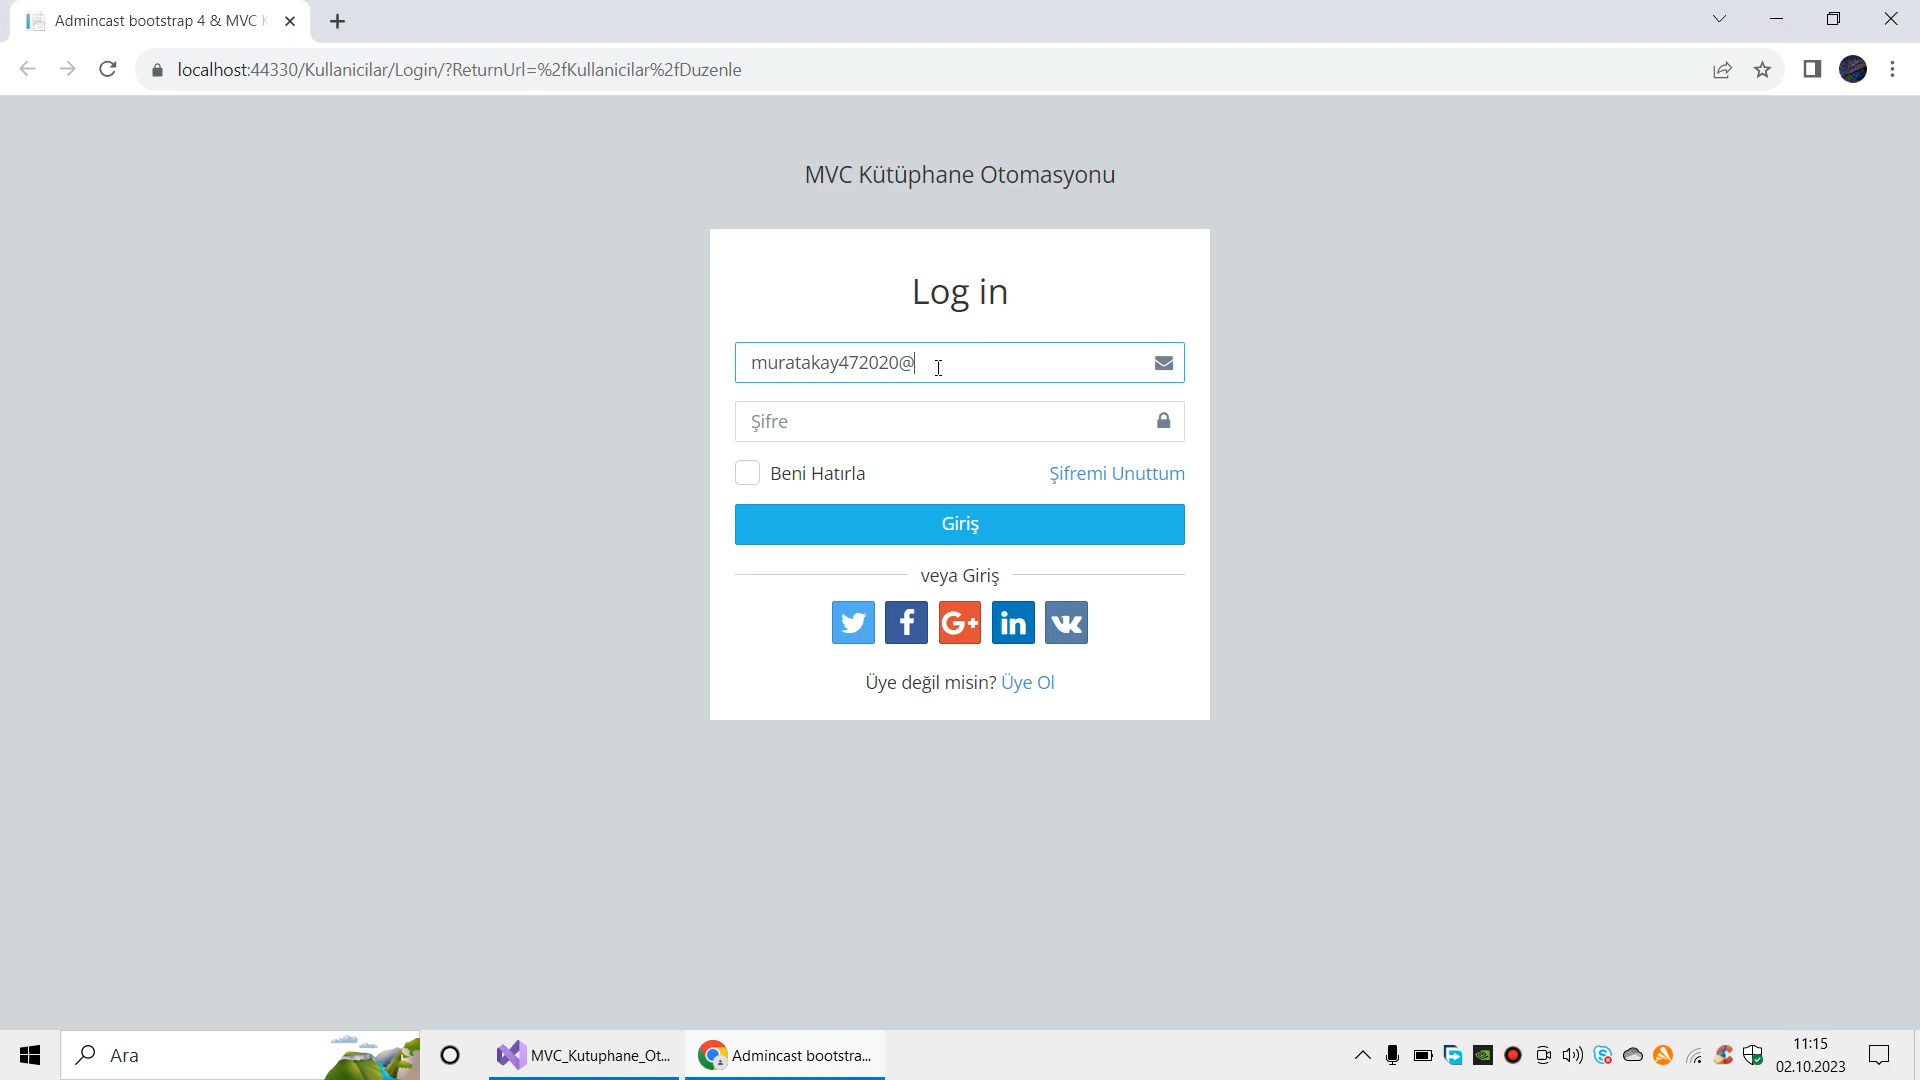 Admincast bootstrap 4 & MVC K
localhost:44330/Kullanicilar/Login/?ReturnUrl=%2fKullanicilar%2fDuzenle
MVC Kütüphane Otomasyonu
Log in
muratakay472020@
Şifre
Beni Hatırla
Şifremi Unuttum
Giriş
veya Giriş
Üye değil misin? Üye Ol
Ara
MVC_Kutuphane_Ot...
Admincast bootstra...
11:15
02.10.2023